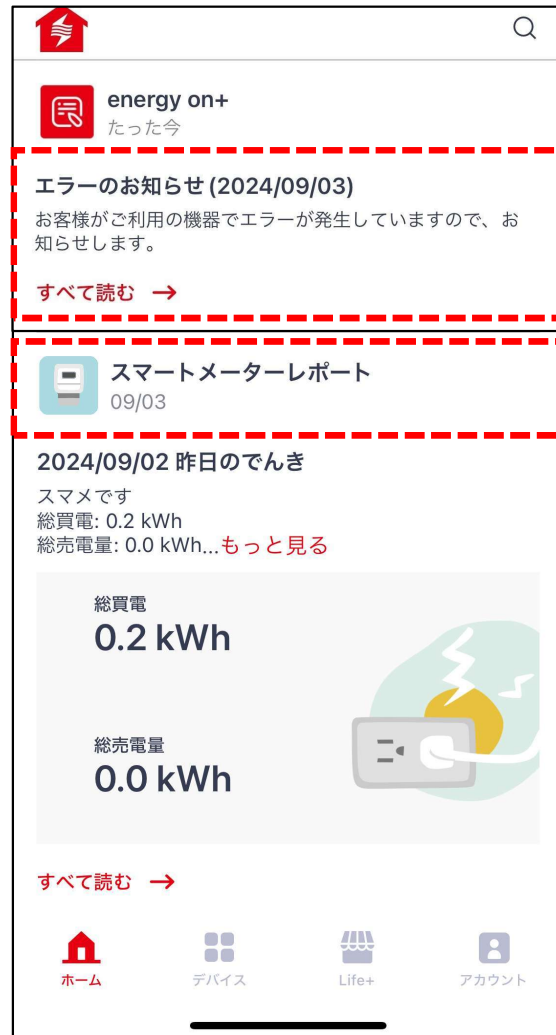 energy on+
たった今
エラーのお知らせ (2024/09/03)
お客様がご利用の機器でエラーが発生していますので、お
知らせします。
すべて読む →
スマートメーターレポート
09/03
2024/09/02 昨日のでんき
スマメです
総買電: 0.2 kWh
総売電量: 0.0 kWh...もっと見る
総買電
0.2 kWh
総売電量
0.0 kWh
すべて読む →
ホーム デバイス Life+ アカウント